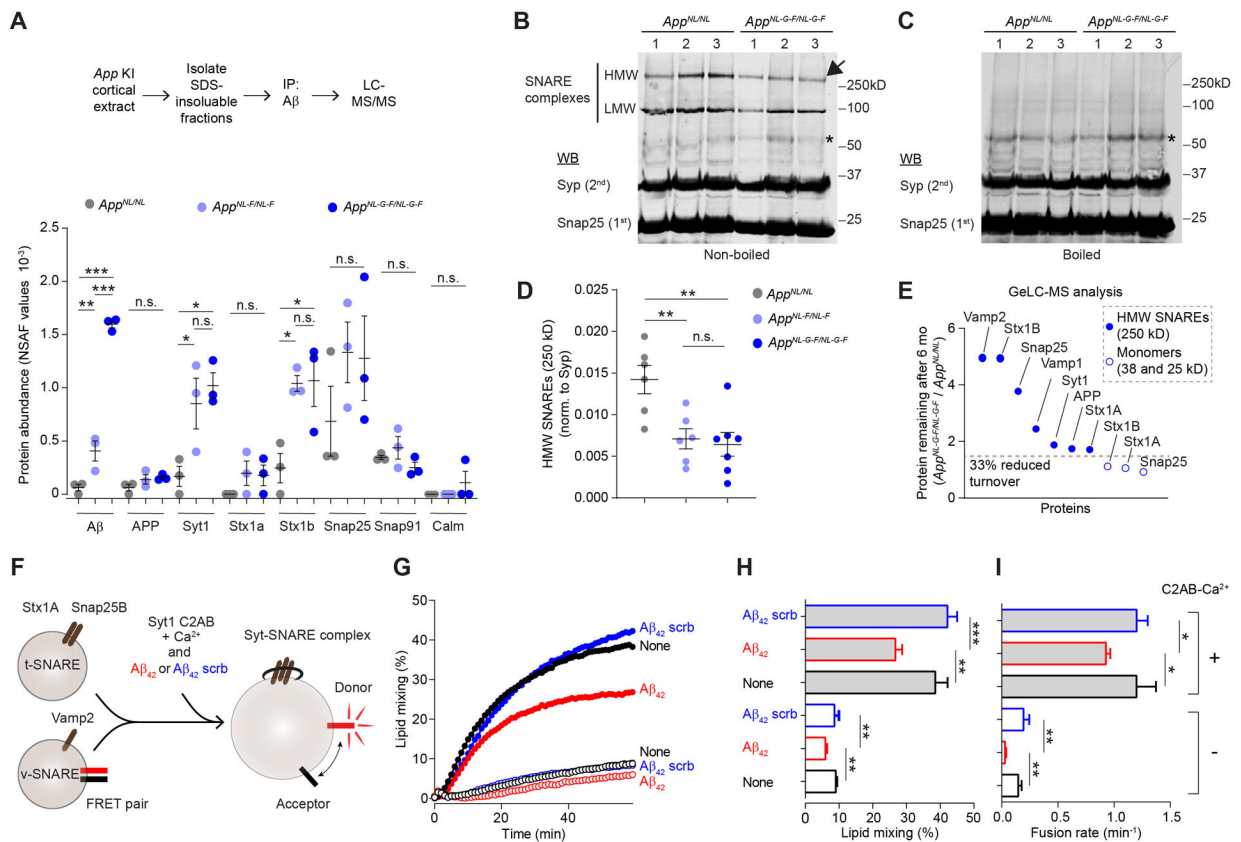 A
App KI cortical extract
Isolate SDS-insoluable fractions
IP: Aβ
LC-MS/MS
App^NL/NL
App^NL-F/NL-F
App^NL-G-F/NL-G-F
Protein abundance (NSAF values 10⁻³)
2.5
2.0
1.5
1.0
0.5
0
***
**
***
n.s.
*
*
n.s.
n.s.
*
*
n.s.
n.s.
n.s.
n.s.
Aβ APP Syt1 Stx1a Stx1b Snap25 Snap91 Calm
B
App^NL/NL App^NL-G-F/NL-G-F
1 2 3 1 2 3
SNARE complexes
HMW
LMW
250kD
100
50
37
25
*
WB
Syp (2nd)
Snap25 (1st)
Non-boiled
C
App^NL/NL App^NL-G-F/NL-G-F
1 2 3 1 2 3
250kD
100
50
37
25
*
WB
Syp (2nd)
Snap25 (1st)
Boiled
D
App^NL/NL
App^NL-F/NL-F
App^NL-G-F/NL-G-F
**
**
n.s.
HMW SNAREs (250 kD)
(norm. to Syp)
0.020
0.015
0.010
0.005
0.000
E
GeLC-MS analysis
HMW SNAREs (250 kD)
Monomers (38 and 25 kD)
Vamp2
Stx1B
Snap25
Vamp1
Syt1
APP
Stx1A
Stx1B
Stx1A
Snap25
33% reduced turnover
Protein remaining after 6 mo
(App^NL-G-F/NL-G-F / App^NL/NL)
6
5
4
3
2
1
0
Proteins
F
Stx1A Snap25B
t-SNARE
Vamp2
v-SNARE
FRET pair
Syt1 C2AB + Ca²⁺ and Aβ₄₂ or Aβ₄₂ scrb
Syt-SNARE complex
Donor
Acceptor
G
Lipid mixing (%)
50
40
30
20
10
0
0 20 40
Time (min)
Aβ₄₂ scrb
None
Aβ₄₂
None
Aβ₄₂ scrb
Aβ₄₂
H
Aβ₄₂ scrb
Aβ₄₂
None
Aβ₄₂ scrb
Aβ₄₂
None
***
**
**
**
0 10 20 30 40 50
Lipid mixing (%)
I
C2AB-Ca²⁺
*
*
**
**
+
-
0.0 0.5 1.0 1.5
Fusion rate (min⁻¹)